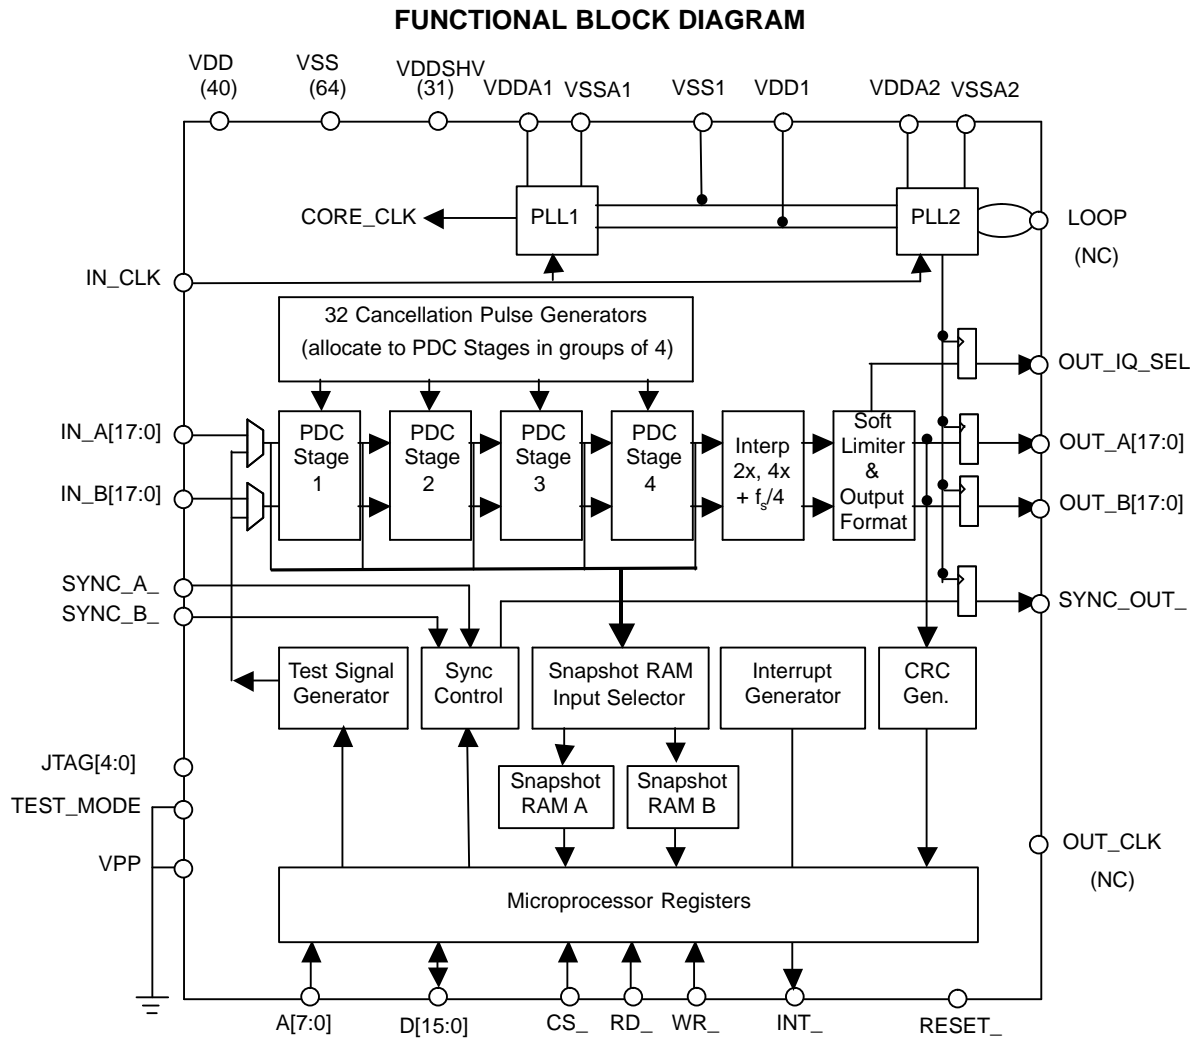 FUNCTIONAL BLOCK DIAGRAM
VDD
(40)
VSS
(64)
VDDSHV
(31)
VDDA1
VSSA1
VSS1
VDD1
VDDA2
VSSA2
CORE_CLK
PLL1
PLL2
LOOP
(NC)
IN_CLK
32 Cancellation Pulse Generators
(allocate to PDC Stages in groups of 4)
OUT_IQ_SEL
IN_A[17:0]
IN_B[17:0]
PDC
Stage
1
PDC
Stage
2
PDC
Stage
3
PDC
Stage
4
Interp
2x, 4x
+ fs/4
Soft
Limiter
&
Output
Format
OUT_A[17:0]
OUT_B[17:0]
SYNC_A_
SYNC_B_
SYNC_OUT_
Test Signal
Generator
Sync
Control
Snapshot RAM
Input Selector
Interrupt
Generator
CRC
Gen.
JTAG[4:0]
TEST_MODE
VPP
Snapshot
RAM A
Snapshot
RAM B
OUT_CLK
(NC)
Microprocessor Registers
A[7:0]
D[15:0]
CS_
RD_
WR_
INT_
RESET_